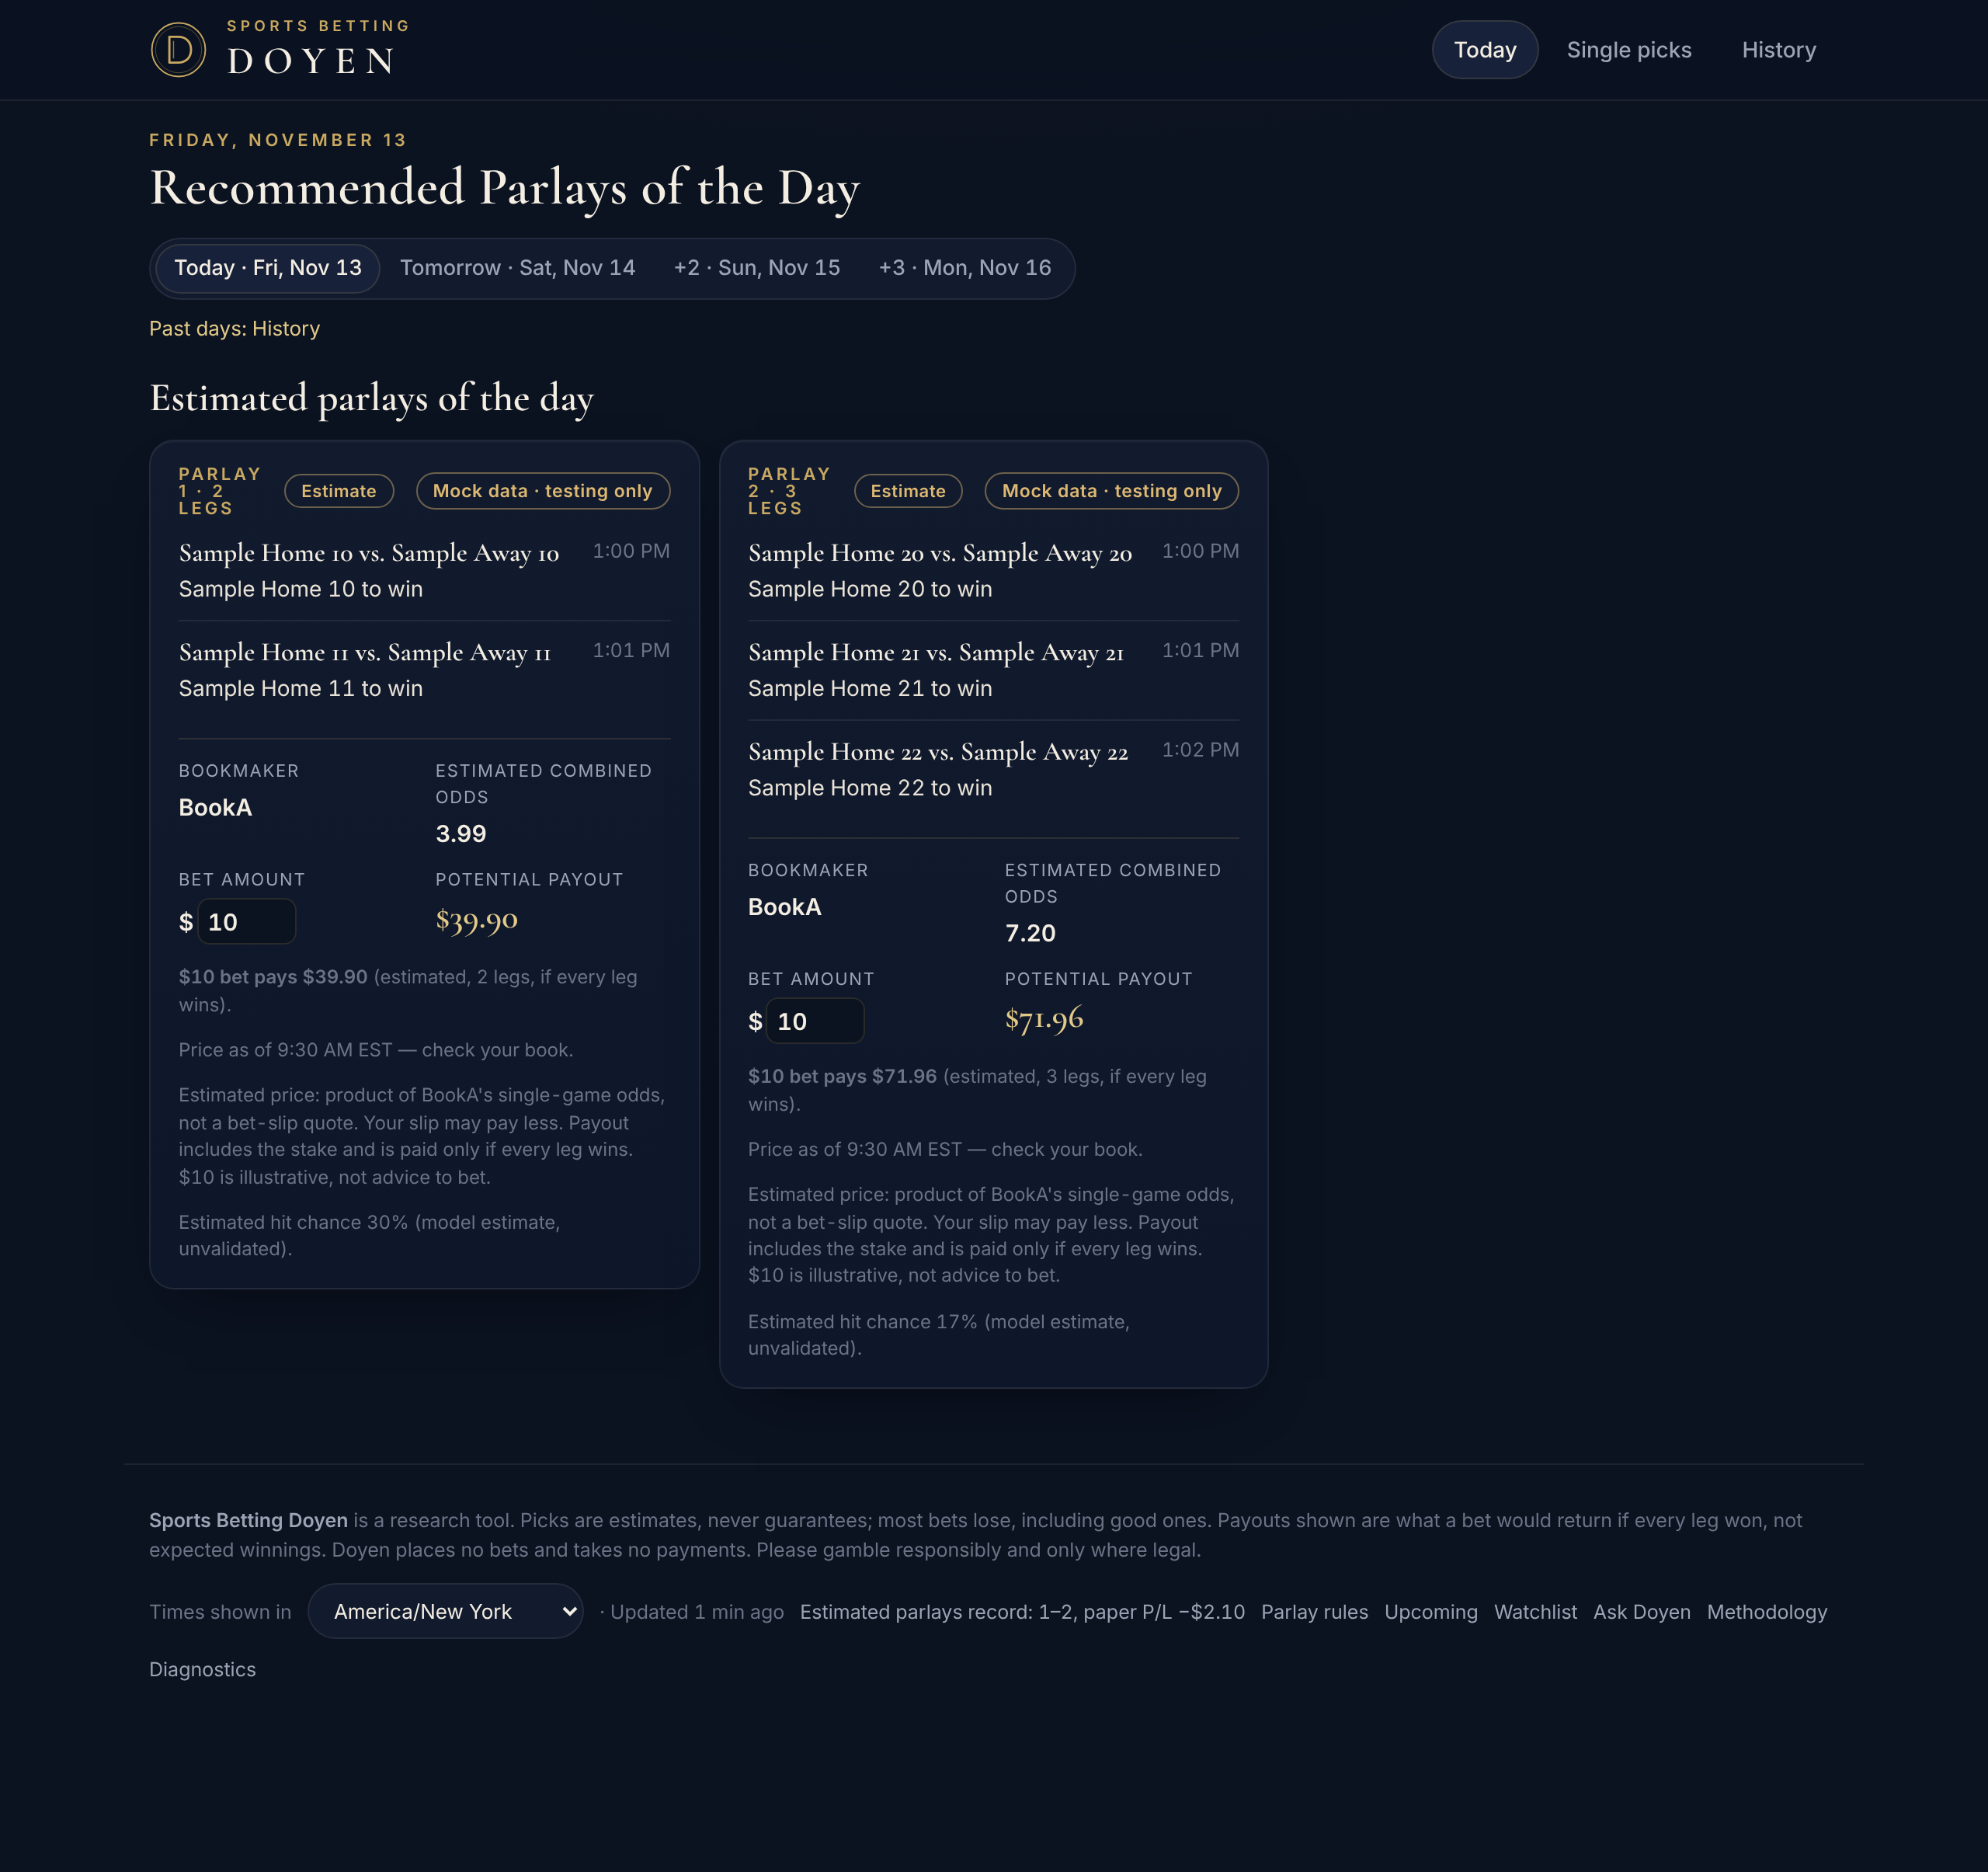 SPORTS BETTING
DOYEN
Today
Single picks
History
FRIDAY, NOVEMBER 13
Recommended Parlays of the Day
Today · Fri, Nov 13
Tomorrow · Sat, Nov 14
+2 · Sun, Nov 15
+3 · Mon, Nov 16
Past days: History
Estimated parlays of the day
PARLAY
1 · 2
LEGS
Estimate
Mock data · testing only
Sample Home 10 vs. Sample Away 10
1:00 PM
Sample Home 10 to win
Sample Home 11 vs. Sample Away 11
1:01 PM
Sample Home 11 to win
BOOKMAKER
BookA
ESTIMATED COMBINED
ODDS
3.99
BET AMOUNT
$ 10
POTENTIAL PAYOUT
$39.90
$10 bet pays $39.90 (estimated, 2 legs, if every leg
wins).
Price as of 9:30 AM EST — check your book.
Estimated price: product of BookA's single-game odds,
not a bet-slip quote. Your slip may pay less. Payout
includes the stake and is paid only if every leg wins.
$10 is illustrative, not advice to bet.
Estimated hit chance 30% (model estimate,
unvalidated).
PARLAY
2 · 3
LEGS
Estimate
Mock data · testing only
Sample Home 20 vs. Sample Away 20
1:00 PM
Sample Home 20 to win
Sample Home 21 vs. Sample Away 21
1:01 PM
Sample Home 21 to win
Sample Home 22 vs. Sample Away 22
1:02 PM
Sample Home 22 to win
BOOKMAKER
BookA
ESTIMATED COMBINED
ODDS
7.20
BET AMOUNT
$ 10
POTENTIAL PAYOUT
$71.96
$10 bet pays $71.96 (estimated, 3 legs, if every leg
wins).
Price as of 9:30 AM EST — check your book.
Estimated price: product of BookA's single-game odds,
not a bet-slip quote. Your slip may pay less. Payout
includes the stake and is paid only if every leg wins.
$10 is illustrative, not advice to bet.
Estimated hit chance 17% (model estimate,
unvalidated).
Sports Betting Doyen is a research tool. Picks are estimates, never guarantees; most bets lose, including good ones. Payouts shown are what a bet would return if every leg won, not
expected winnings. Doyen places no bets and takes no payments. Please gamble responsibly and only where legal.
Times shown in America/New York · Updated 1 min ago Estimated parlays record: 1–2, paper P/L −$2.10 Parlay rules Upcoming Watchlist Ask Doyen Methodology
Diagnostics